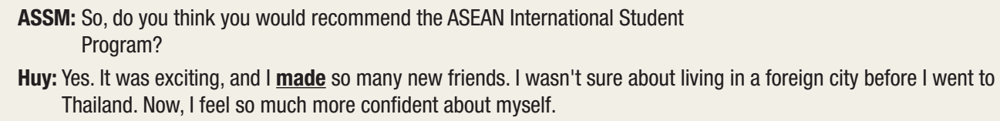 ASSM: So, do you think you would recommend the ASEAN International Student
Program?
Huy: Yes. It was exciting, and I made so many new friends. I wasn't sure about living in a foreign city before I went to
Thailand. Now, I feel so much more confident about myself.